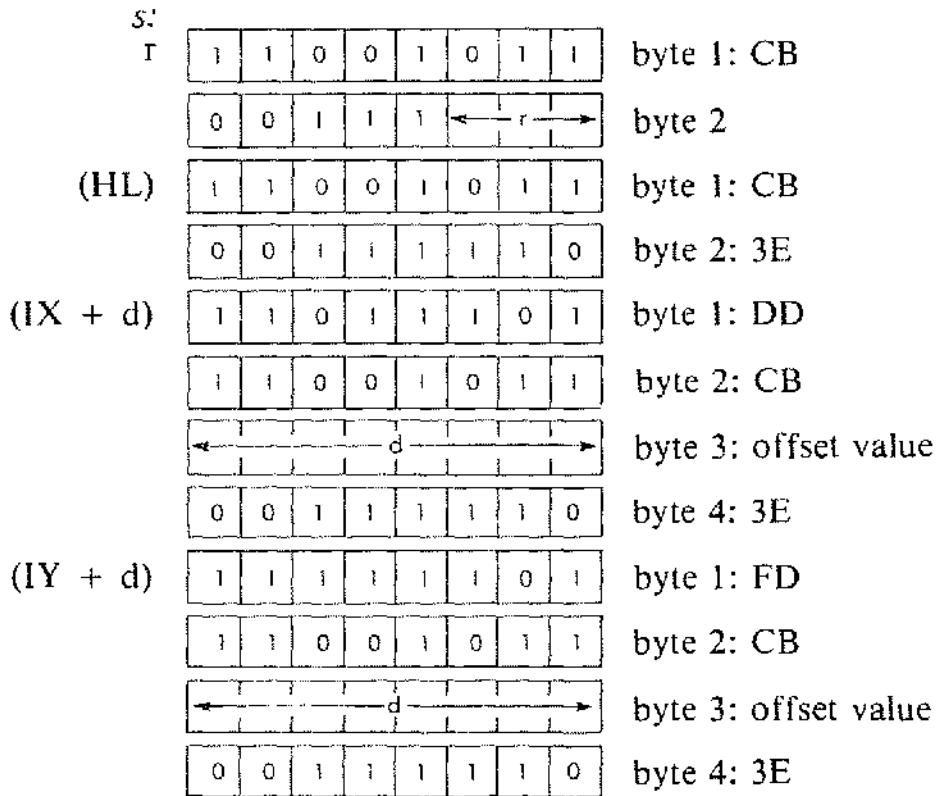 s:
r 1 1 0 0 1 0 1 1 byte 1: CB
0 0 1 1 1 r byte 2
(HL) 1 1 0 0 1 0 1 1 byte 1: CB
0 0 1 1 1 1 1 0 byte 2: 3E
(IX + d) 1 1 0 1 1 1 0 1 byte 1: DD
1 1 0 0 1 0 1 1 byte 2: CB
d byte 3: offset value
0 0 1 1 1 1 1 0 byte 4: 3E
(IY + d) 1 1 1 1 1 1 0 1 byte 1: FD
1 1 0 0 1 0 1 1 byte 2: CB
d byte 3: offset value
0 0 1 1 1 1 1 0 byte 4: 3E